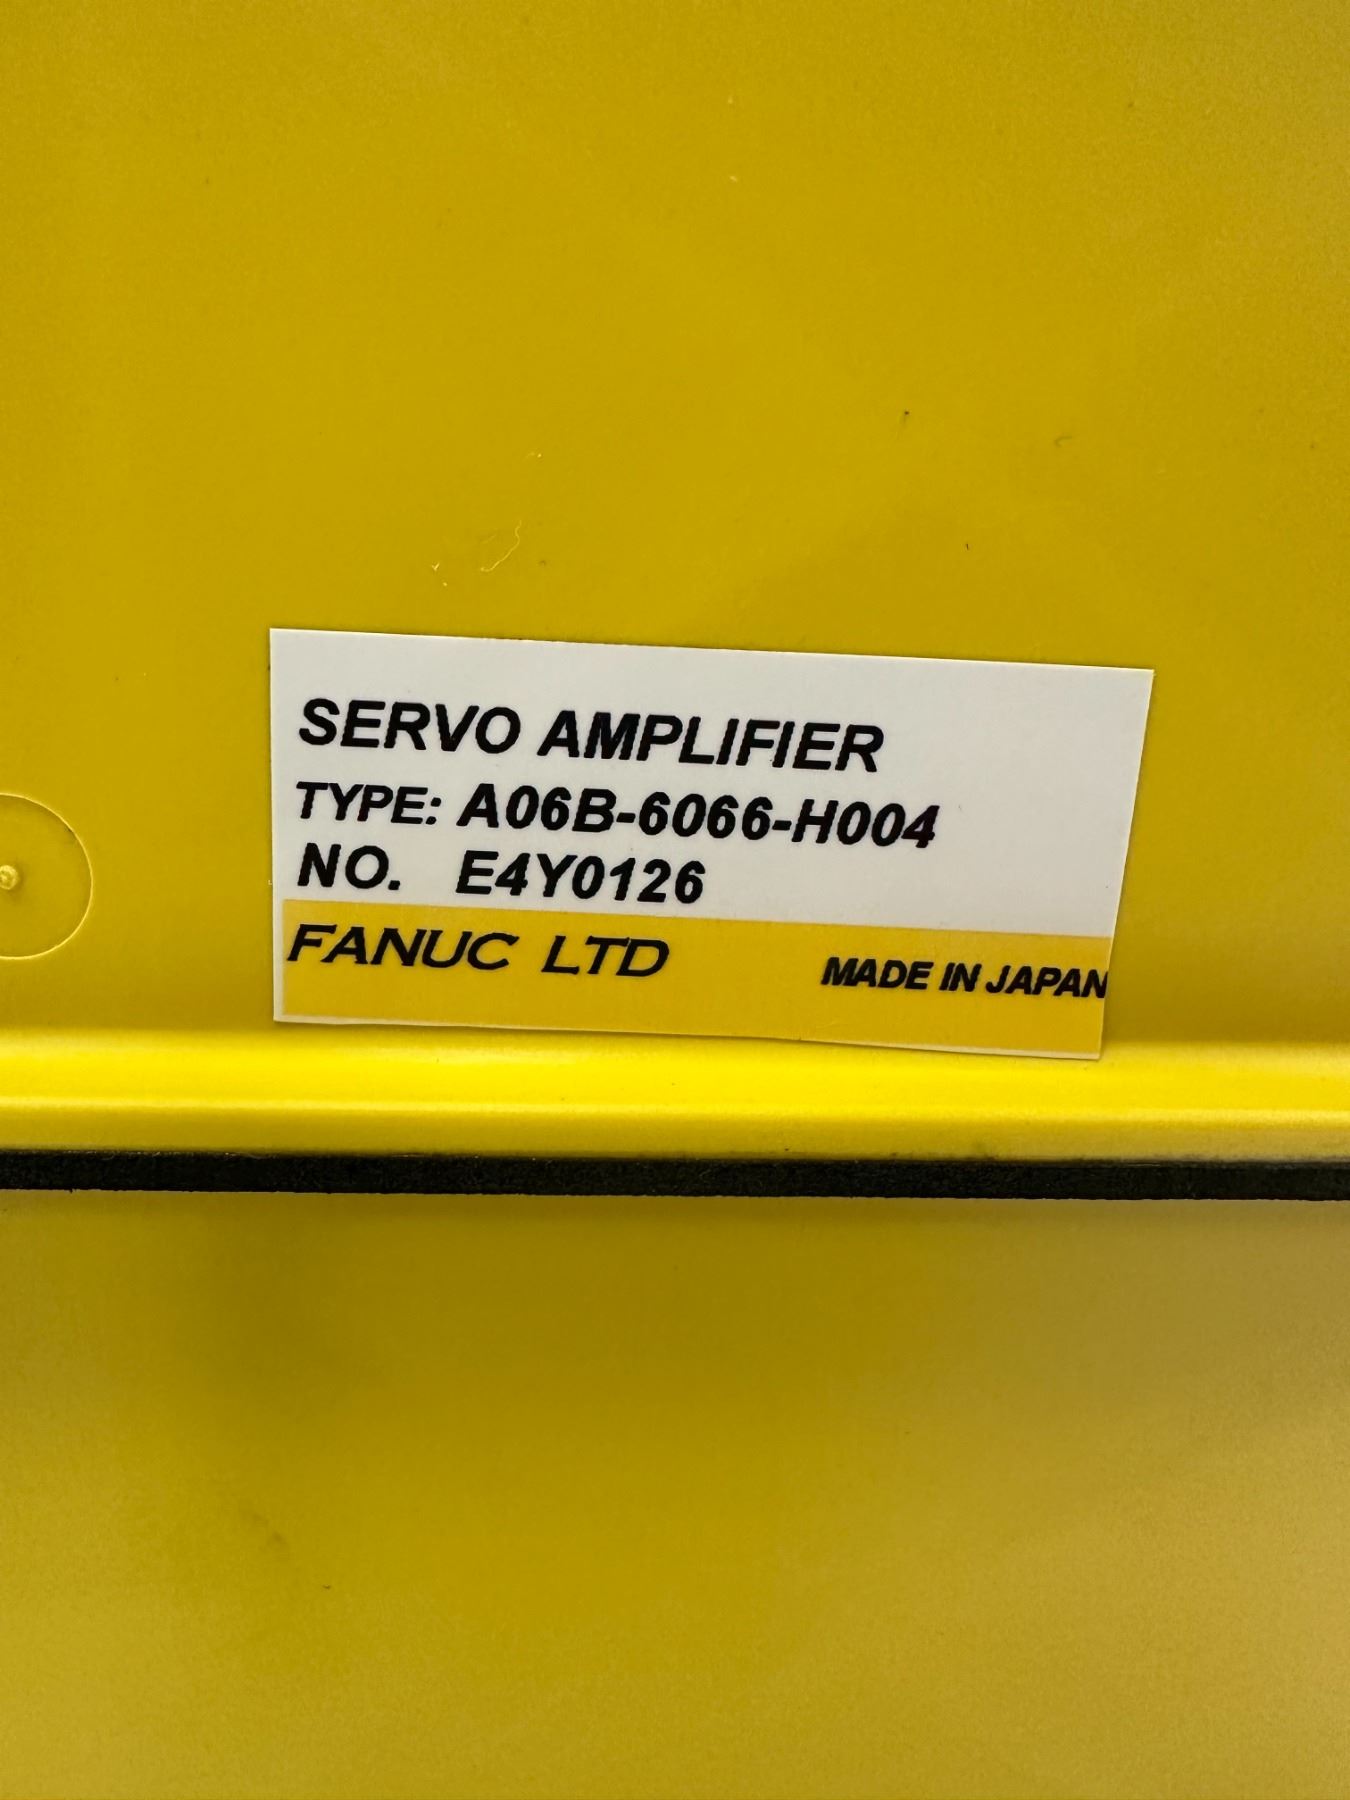 SERVO AMPLIFIER
TYPE: A06B-6066-H004
NO. E4Y0126
FANUC LTD MADE IN JAPAN